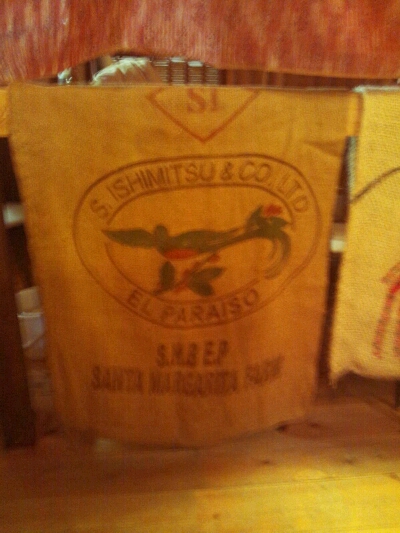 SI
S. ISHIMITSU & CO., LTD.
EL PARAISO
S.H.B E.P
SANTA MARGARITA FARM